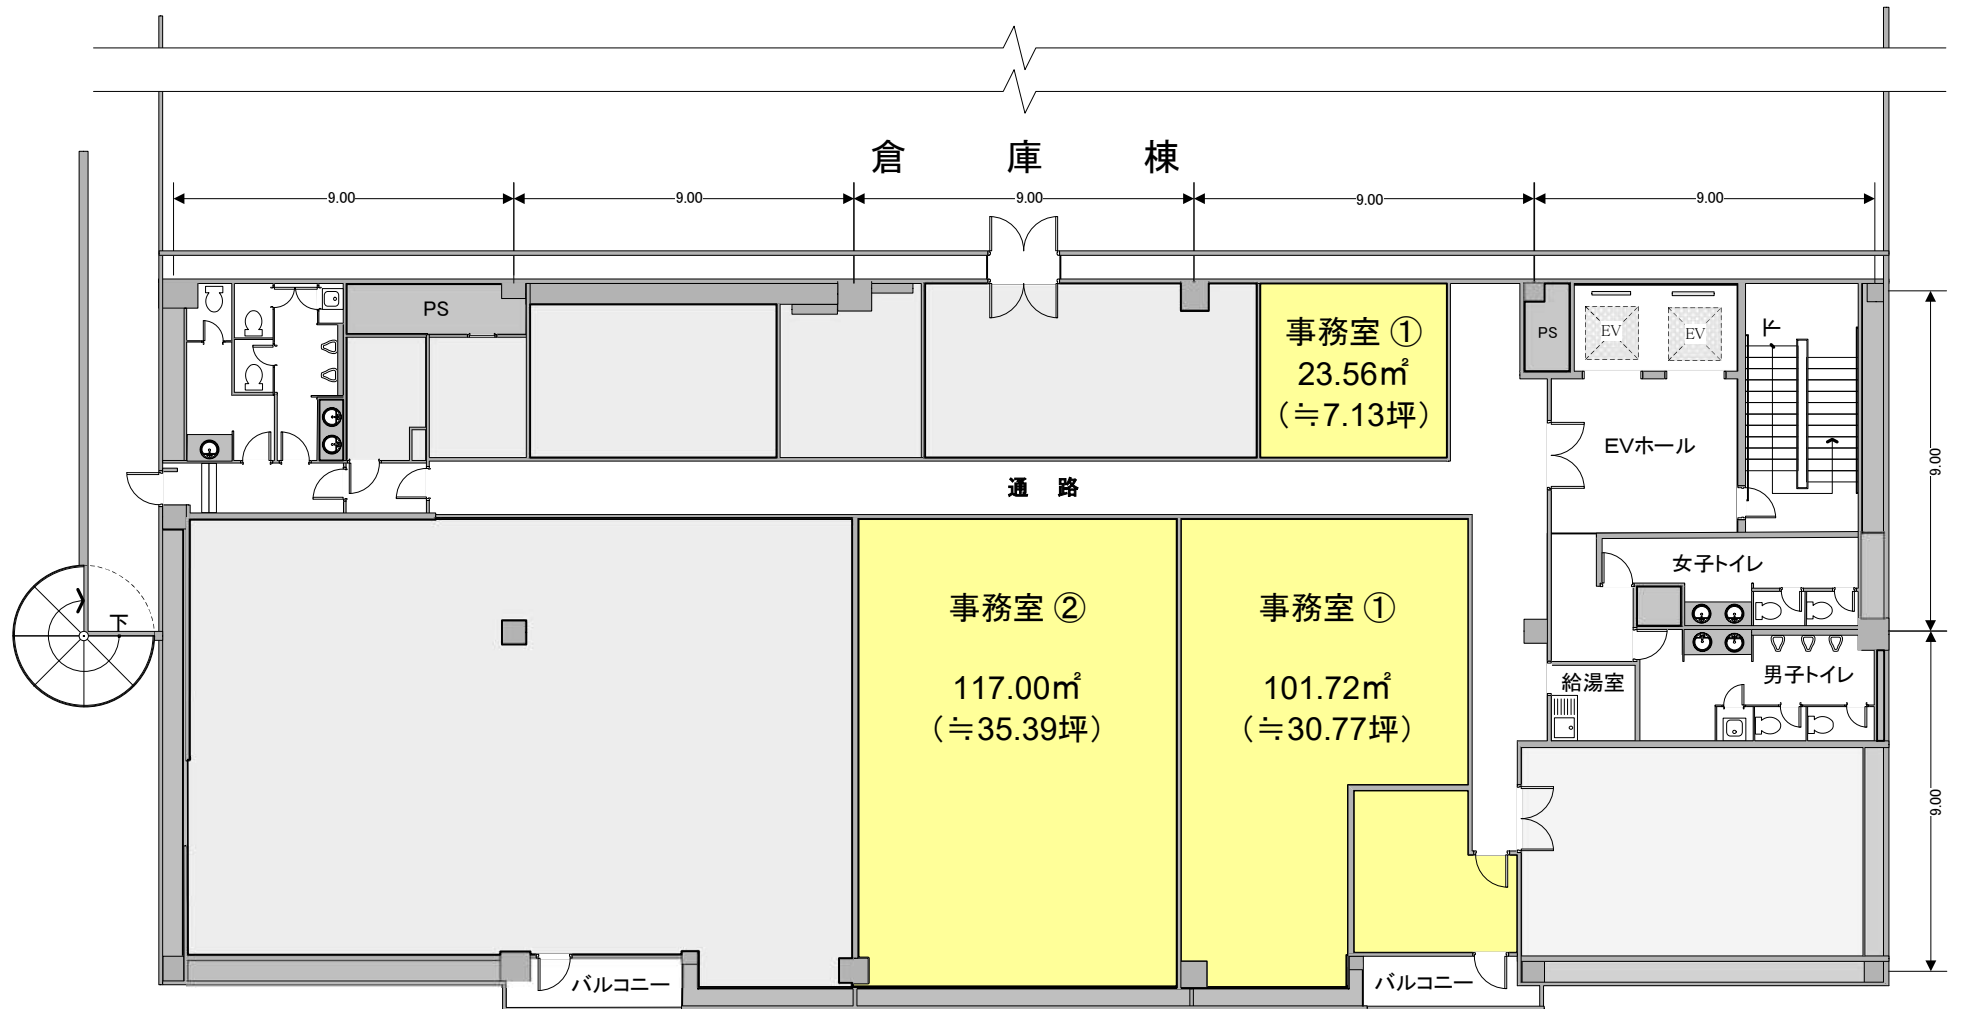 倉庫棟
9.00 9.00 9.00 9.00 9.00
PS
事務室 ①
23.56㎡
（≒7.13坪）
PS
EV
EV
下
EVホール
9.00
通路
女子トイレ
下
事務室 ②
117.00㎡
（≒35.39坪）
事務室 ①
101.72㎡
（≒30.77坪）
給湯室
男子トイレ
9.00
バルコニー
バルコニー